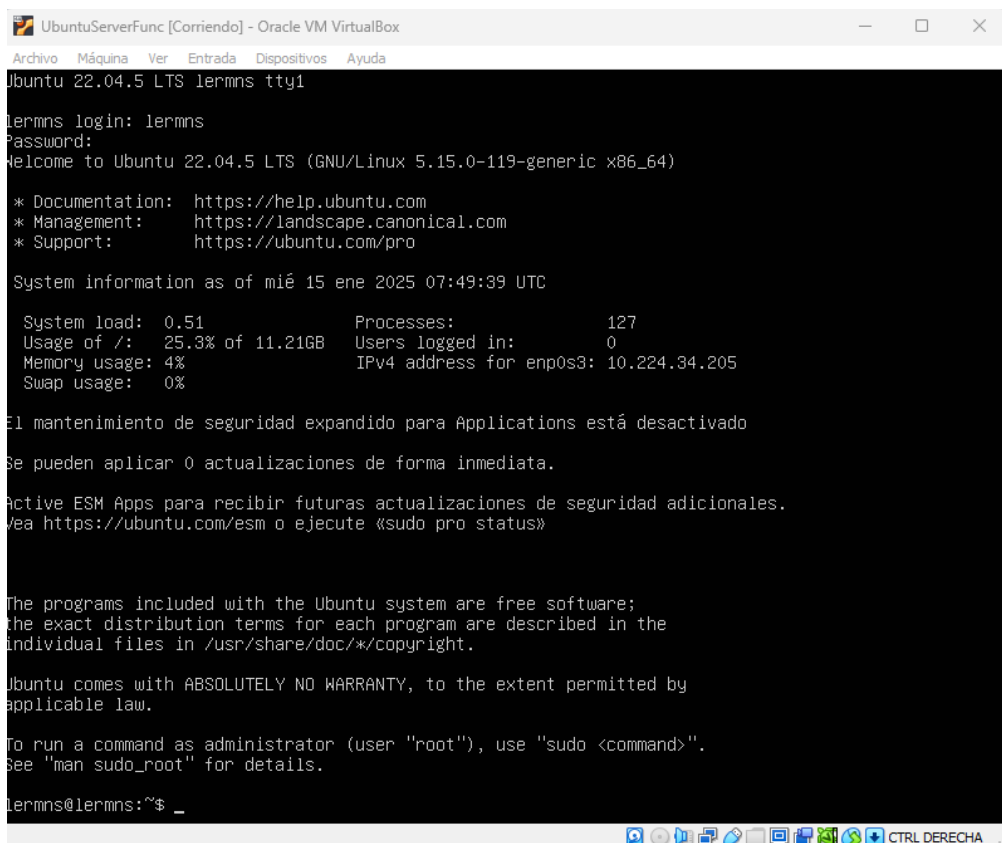 UbuntuServerFunc [Corriendo] - Oracle VM VirtualBox
Archivo Máquina Ver Entrada Dispositivos Ayuda
Ubuntu 22.04.5 LTS lermns tty1
lermns login: lermns
Password:
Welcome to Ubuntu 22.04.5 LTS (GNU/Linux 5.15.0-119-generic x86_64)
* Documentation: https://help.ubuntu.com
* Management: https://landscape.canonical.com
* Support: https://ubuntu.com/pro
System information as of mié 15 ene 2025 07:49:39 UTC
System load: 0.51 Processes: 127
Usage of /: 25.3% of 11.21GB Users logged in: 0
Memory usage: 4% IPv4 address for enp0s3: 10.224.34.205
Swap usage: 0%
El mantenimiento de seguridad expandido para Applications está desactivado
Se pueden aplicar 0 actualizaciones de forma inmediata.
Active ESM Apps para recibir futuras actualizaciones de seguridad adicionales.
Vea https://ubuntu.com/esm o ejecute «sudo pro status»
The programs included with the Ubuntu system are free software;
the exact distribution terms for each program are described in the
individual files in /usr/share/doc/*/copyright.
Ubuntu comes with ABSOLUTELY NO WARRANTY, to the extent permitted by
applicable law.
To run a command as administrator (user "root"), use "sudo <command>".
See "man sudo_root" for details.
lermns@lermns:~$ _
CTRL DERECHA